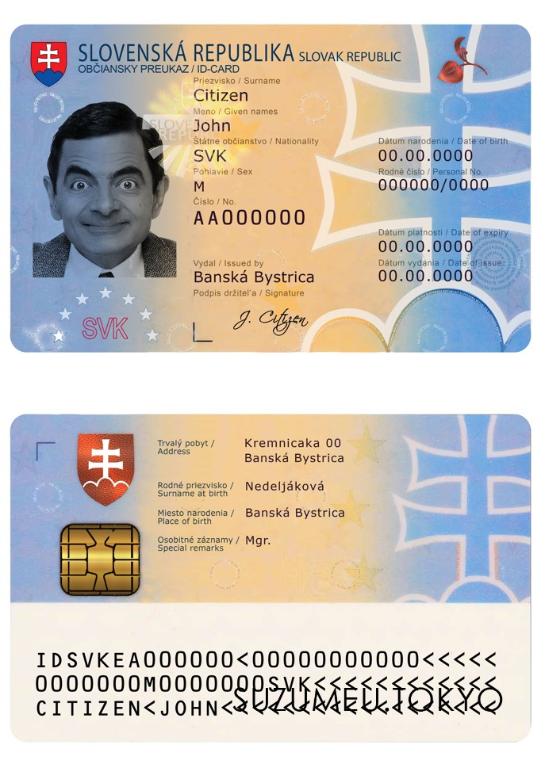 SLOVENSKÁ REPUBLIKA SLOVAK REPUBLIC
OBČIANSKY PREUKAZ / ID-CARD
Priezvisko / Surname
Citizen
Meno / Given names
John
Štátne občianstvo / Nationality
SVK
Dátum narodenia / Date of birth
00.00.0000
Pohlavie / Sex
M
Rodné číslo / Personal No.
000000/0000
Číslo / No.
AA000000
Dátum platnosti / Date of expiry
00.00.0000
Vydal / Issued by
Banská Bystrica
Dátum vydania / Date of issue
00.00.0000
Podpis držiteľa / Signature
J. Citizen
SVK
Trvalý pobyt /
Address
Kremnicaka 00
Banská Bystrica
Rodné priezvisko /
Surname at birth
Nedeljáková
Miesto narodenia /
Place of birth
Banská Bystrica
Osobitné záznamy /
Special remarks
Mgr.
IDSVKEA000000<00000000000<<<<<
0000000M0000000SVK<<<<<<<<<<<
CITIZEN<JOHN<<<<<<<<<<<<<<<<<<
SUZUMELL.TOKYO